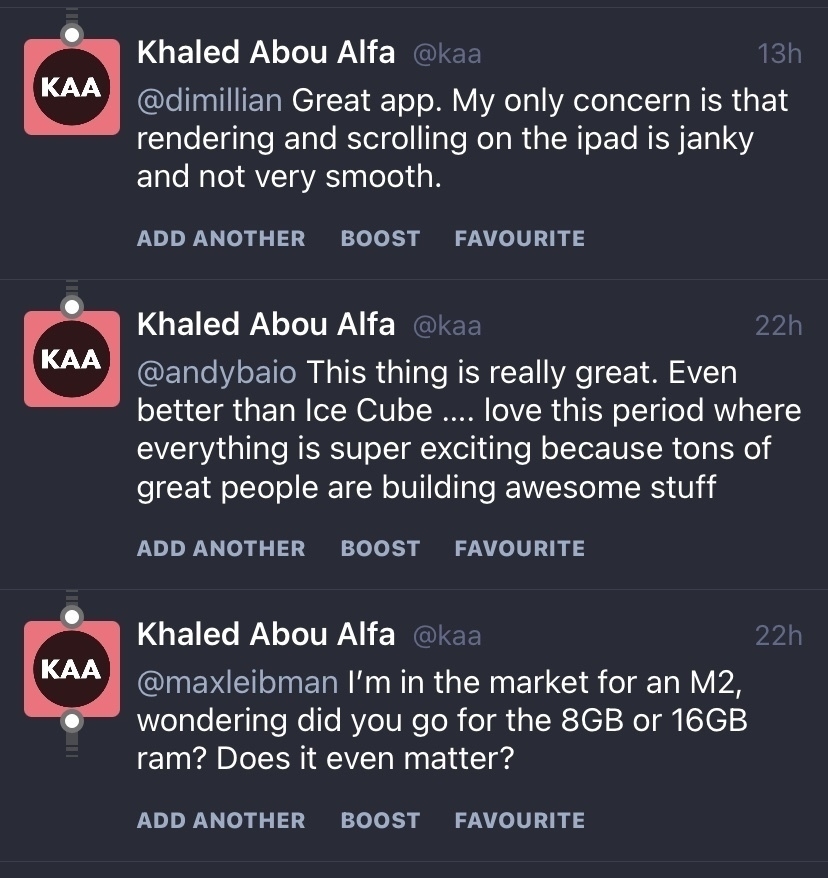 Khaled Abou Alfa @kaa 13h
KAA
@dimillian Great app. My only concern is that
rendering and scrolling on the ipad is janky
and not very smooth.
ADD ANOTHER BOOST FAVOURITE
Khaled Abou Alfa @kaa 22h
KAA
@andybaio This thing is really great. Even
better than Ice Cube .... love this period where
everything is super exciting because tons of
great people are building awesome stuff
ADD ANOTHER BOOST FAVOURITE
Khaled Abou Alfa @kaa 22h
KAA
@maxleibman I’m in the market for an M2,
wondering did you go for the 8GB or 16GB
ram? Does it even matter?
ADD ANOTHER BOOST FAVOURITE